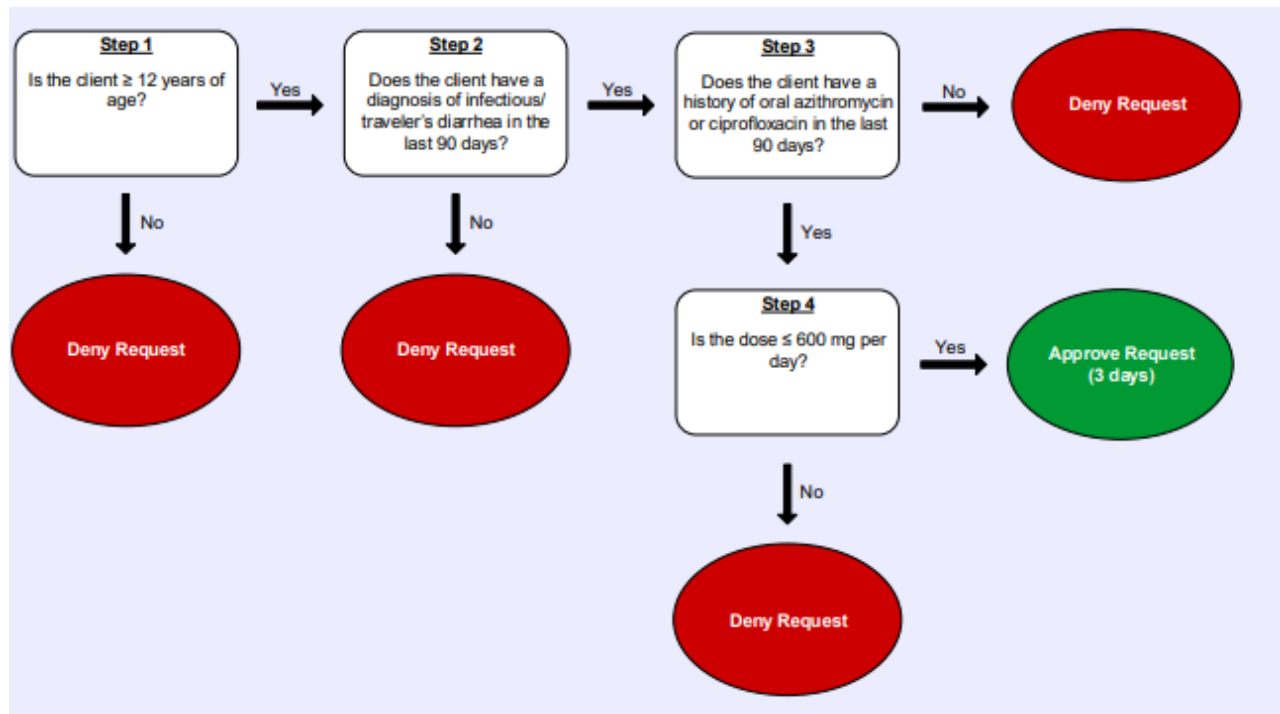 Step 1
Is the client ≥ 12 years of
age?
Yes
Step 2
Does the client have a
diagnosis of infectious/
traveler's diarrhea in the
last 90 days?
Yes
Step 3
Does the client have a
history of oral azithromycin
or ciprofloxacin in the last
90 days?
No
Deny Request
No
No
Yes
Deny Request
Deny Request
Step 4
Is the dose ≤ 600 mg per
day?
Yes
Approve Request
(3 days)
No
Deny Request